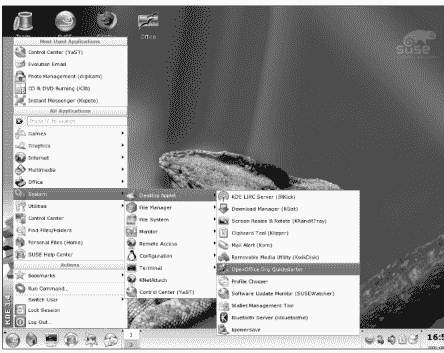 Office
SUSE
Most Used Applications
Control Center (YaST)
Evolution Email
Photo Management (digiKam)
CD & DVD Burning (K3b)
Instant Messenger (Kopete)
All Applications
Games
Graphics
Internet
Multimedia
Office
System
Utilities
Control Center
Find Files/Folders
Personal Files (Home)
SUSE Help Center
Actions
Bookmarks
Run Command...
Switch User
Lock Session
Log Out...
KDE 3.4
Desktop Applet
File Manager
File System
Monitor
Remote Access
Configuration
Terminal
KNetAttach
Control Center (YaST)
KDE LIRC Server (IRKick)
Download Manager (KGet)
Screen Resize & Rotate (KRandRTray)
Clipboard Tool (Klipper)
Mail Alert (Korn)
Removable Media Utility (KwikDisk)
OpenOffice.Org Quickstarter
Profile Chooser
Software Update Monitor (SUSEWatcher)
Wallet Management Tool
Bluetooth Server (kbluetoothd)
kpowersave
1
2